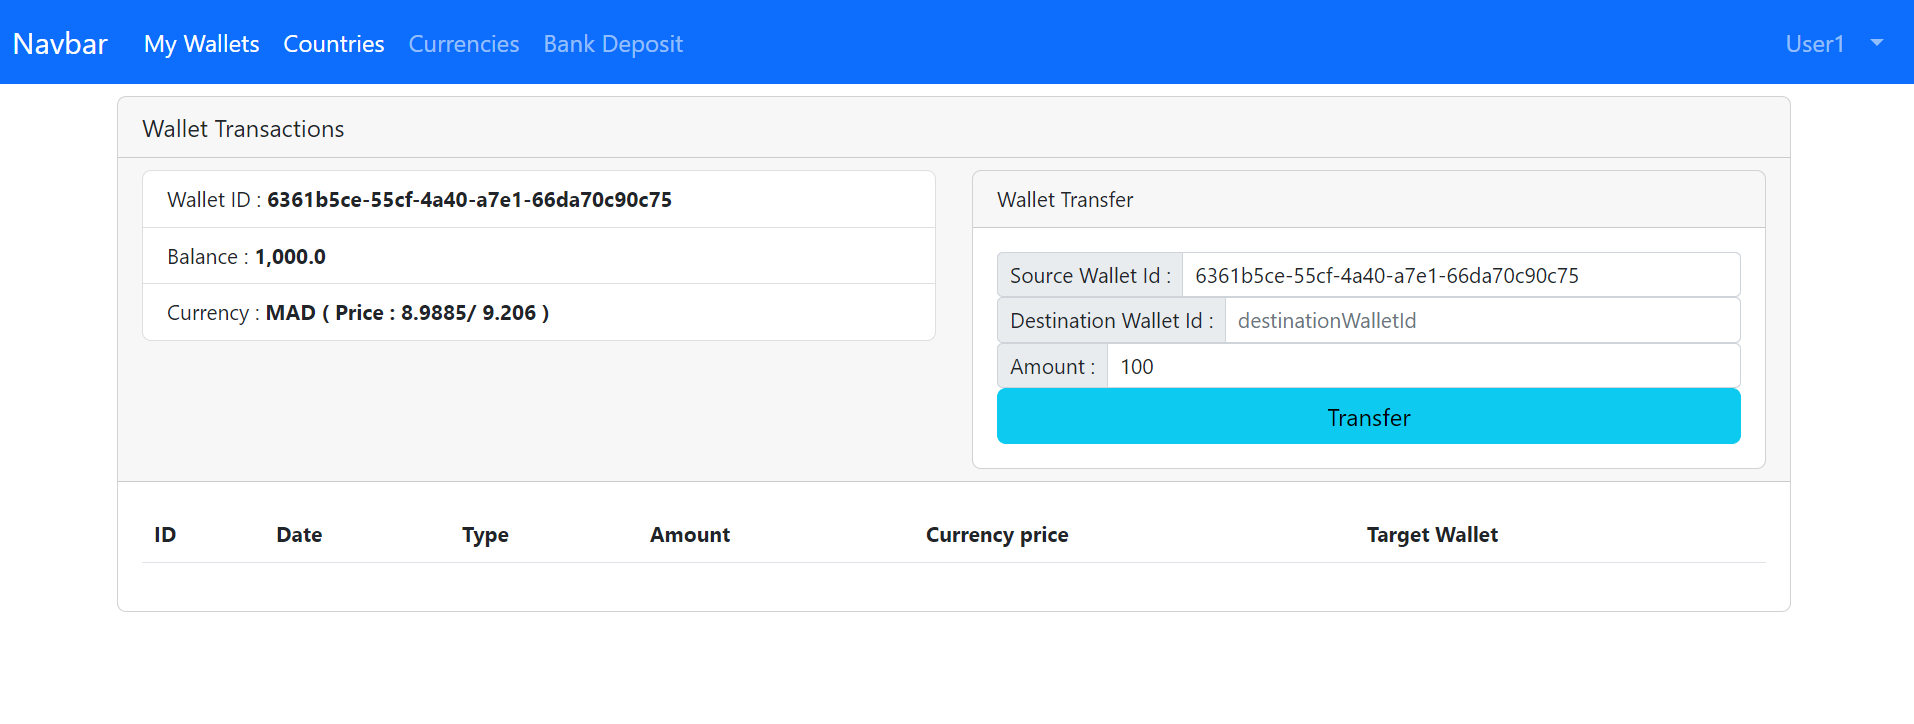 Navbar My Wallets Countries Currencies Bank Deposit User1
Wallet Transactions
Wallet ID : 6361b5ce-55cf-4a40-a7e1-66da70c90c75
Balance : 1,000.0
Currency : MAD ( Price : 8.9885/ 9.206 )
Wallet Transfer
Source Wallet Id : 6361b5ce-55cf-4a40-a7e1-66da70c90c75
Destination Wallet Id : destinationWalletId
Amount : 100
Transfer
ID Date Type Amount Currency price Target Wallet